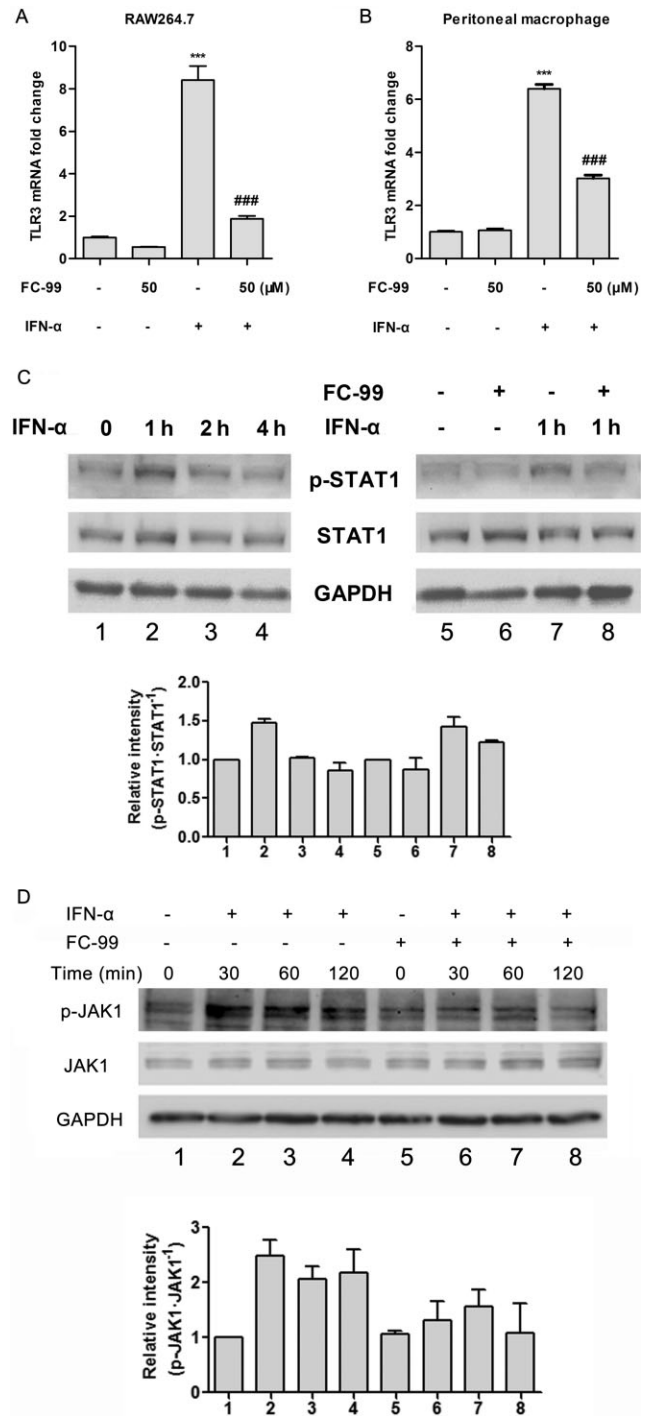 A
RAW264.7
TLR3 mRNA fold change
10
8
6
4
2
0
***
###
FC-99 - 50 - 50 (μM)
IFN-α - - + +
B
Peritoneal macrophage
TLR3 mRNA fold change
8
6
4
2
0
***
###
FC-99 - 50 - 50 (μM)
IFN-α - - + +
C
FC-99 - + - +
IFN-α 0 1 h 2 h 4 h IFN-α - - 1 h 1 h
p-STAT1
STAT1
GAPDH
1 2 3 4 5 6 7 8
Relative intensity
(p-STAT1·STAT1⁻¹)
2.0
1.5
1.0
0.5
0.0
1 2 3 4 5 6 7 8
D
IFN-α - + + + - + + +
FC-99 - - - - + + + +
Time (min) 0 30 60 120 0 30 60 120
p-JAK1
JAK1
GAPDH
1 2 3 4 5 6 7 8
Relative intensity
(p-JAK1·JAK1⁻¹)
3
2
1
0
1 2 3 4 5 6 7 8